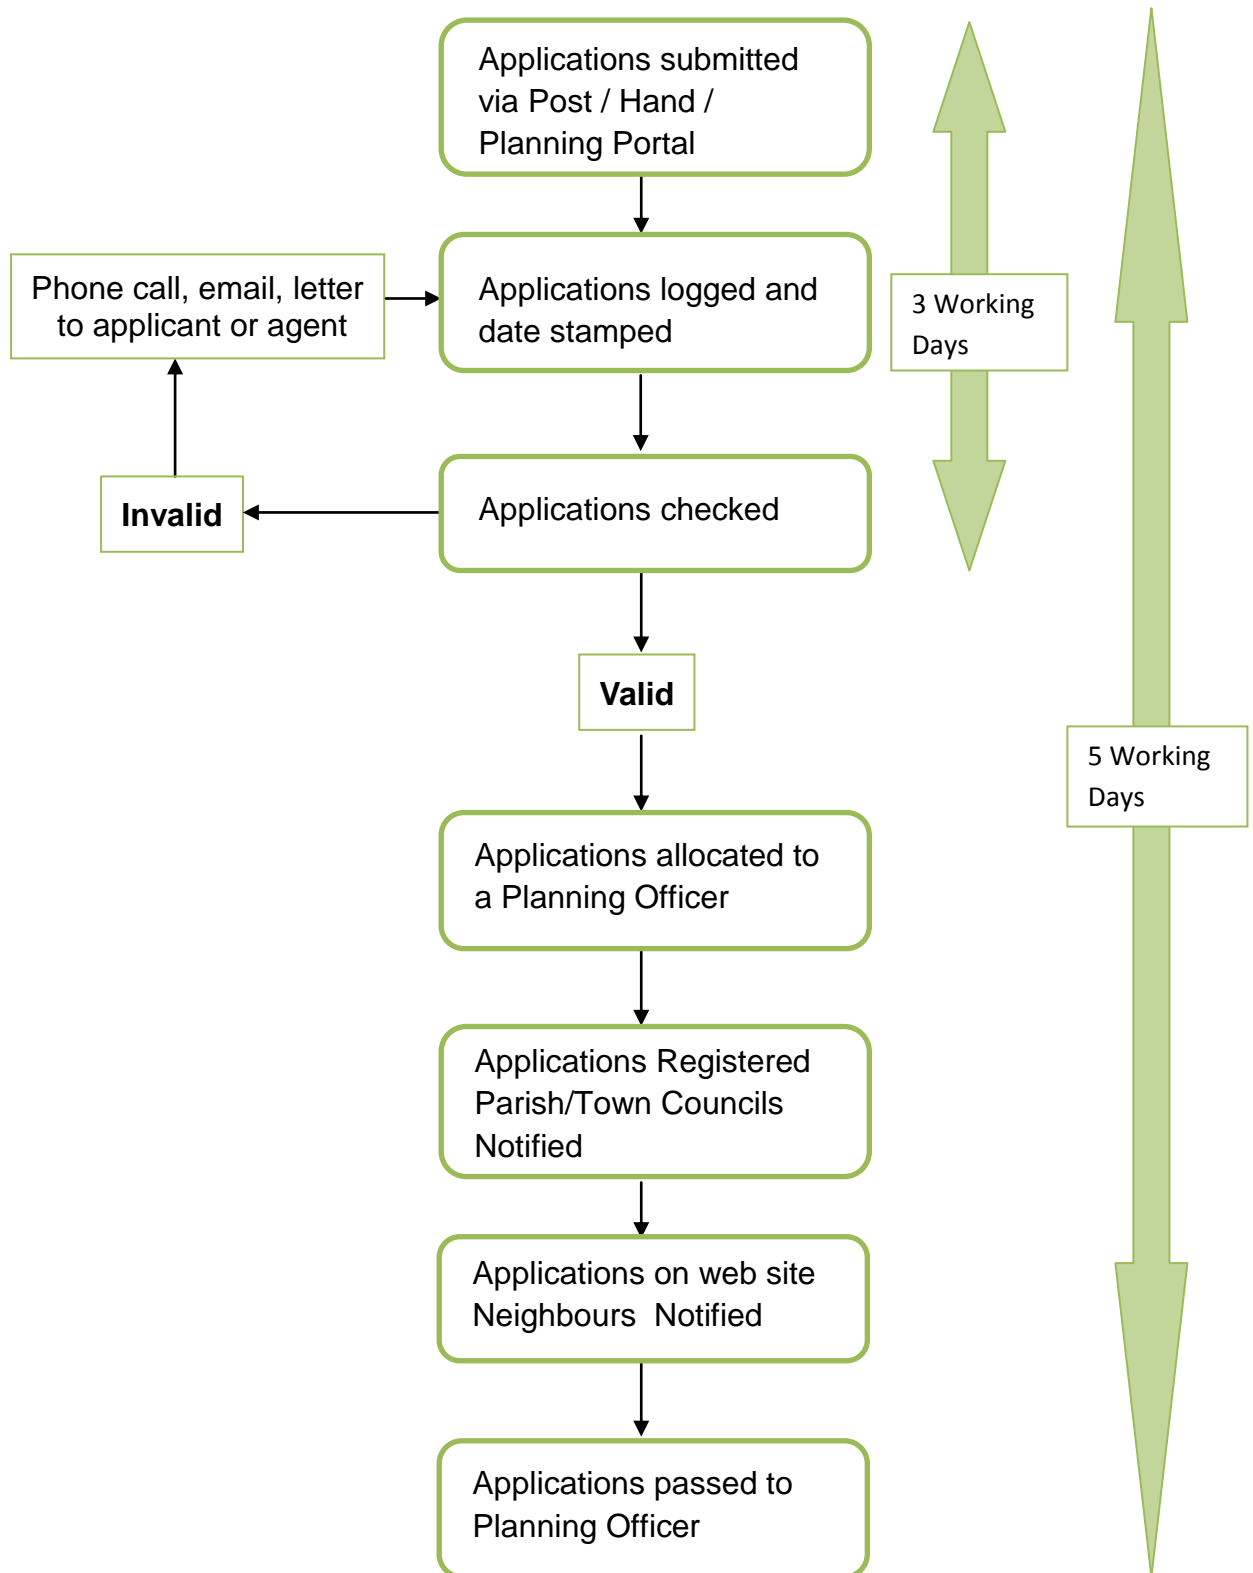 Applications submitted
via Post / Hand /
Planning Portal
Phone call, email, letter
to applicant or agent
Applications logged and
date stamped
3 Working
Days
Invalid
Applications checked
Valid
5 Working
Days
Applications allocated to
a Planning Officer
Applications Registered
Parish/Town Councils
Notified
Applications on web site
Neighbours  Notified
Applications passed to
Planning Officer